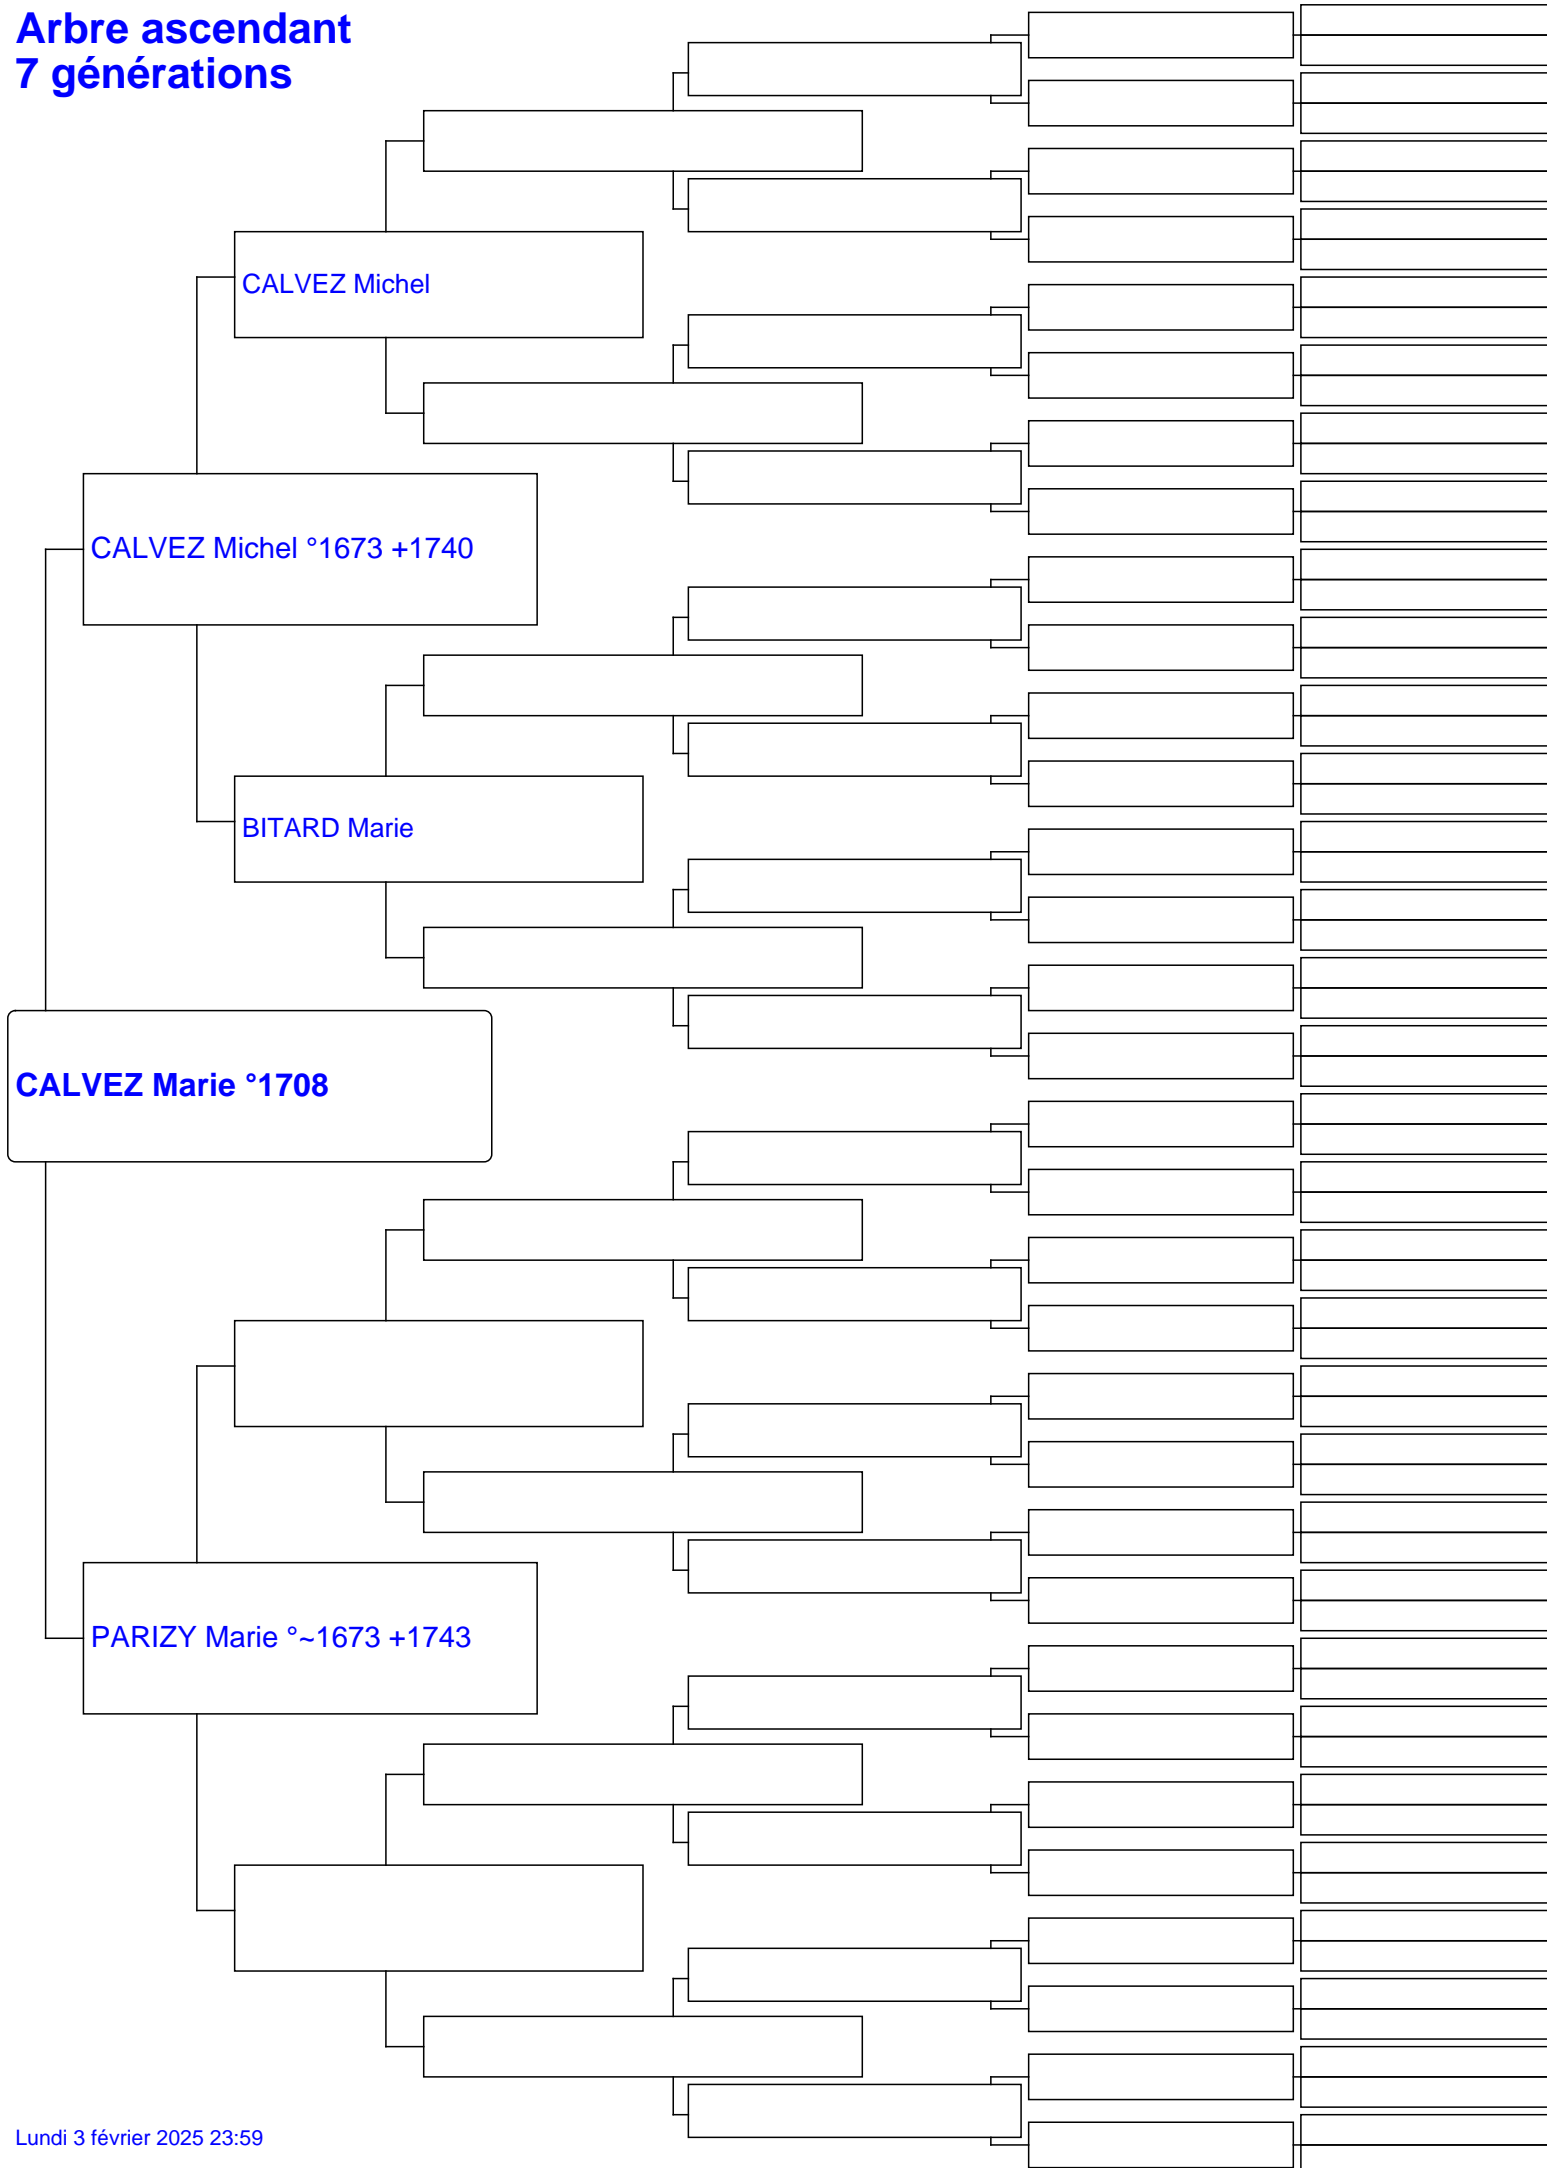 Arbre ascendant
7 générations
CALVEZ Michel
CALVEZ Michel °1673 +1740
BITARD Marie
CALVEZ Marie °1708
PARIZY Marie °~1673 +1743
Lundi 3 février 2025 23:59